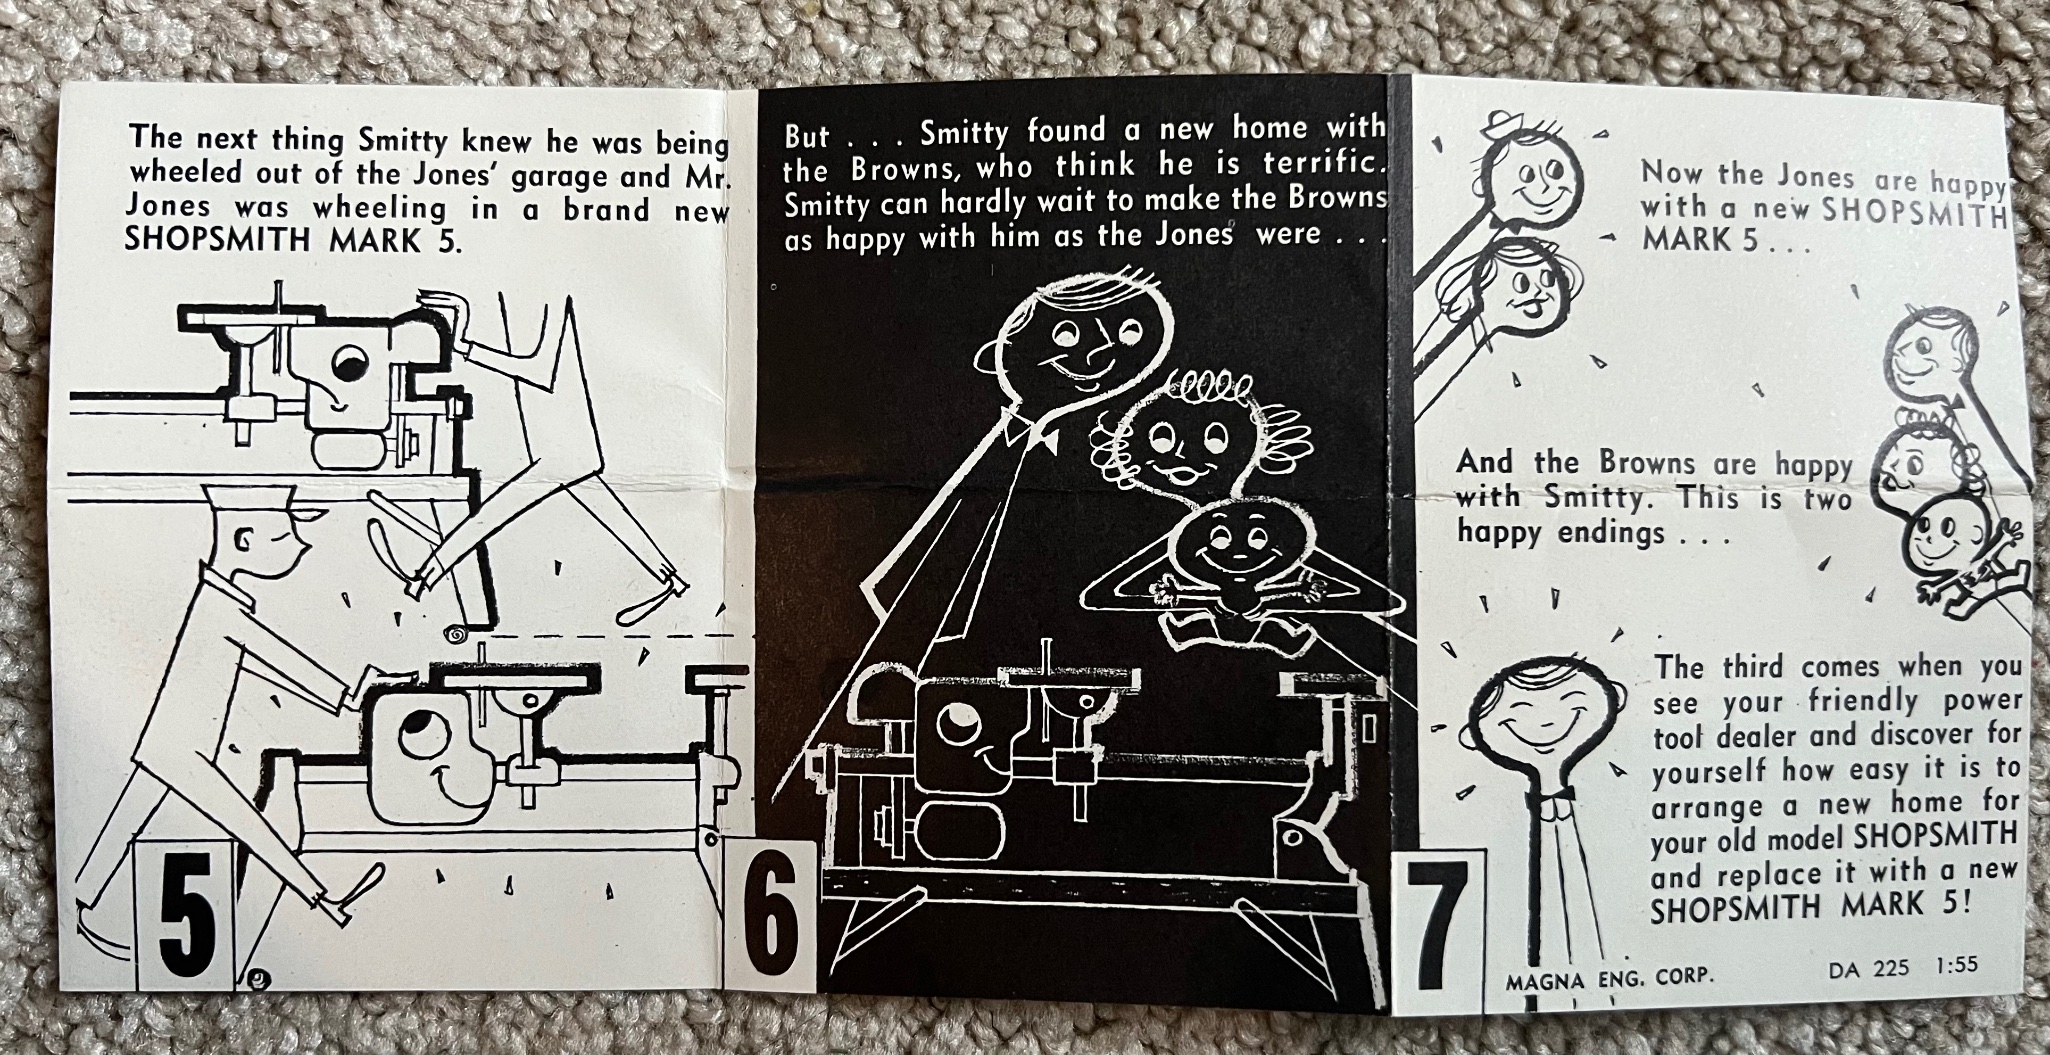 The next thing Smitty knew he was being
wheeled out of the Jones' garage and Mr.
Jones was wheeling in a brand new
SHOPSMITH MARK 5.
5
But . . . Smitty found a new home with
the Browns, who think he is terrific.
Smitty can hardly wait to make the Browns
as happy with him as the Jones' were . . .
6
Now the Jones are happy
with a new SHOPSMITH
MARK 5 . . .
And the Browns are happy
with Smitty. This is two
happy endings . . .
The third comes when you
see your friendly power
tool dealer and discover for
yourself how easy it is to
arrange a new home for
your old model SHOPSMITH
and replace it with a new
SHOPSMITH MARK 5!
7
MAGNA ENG. CORP.
DA 225 1:55